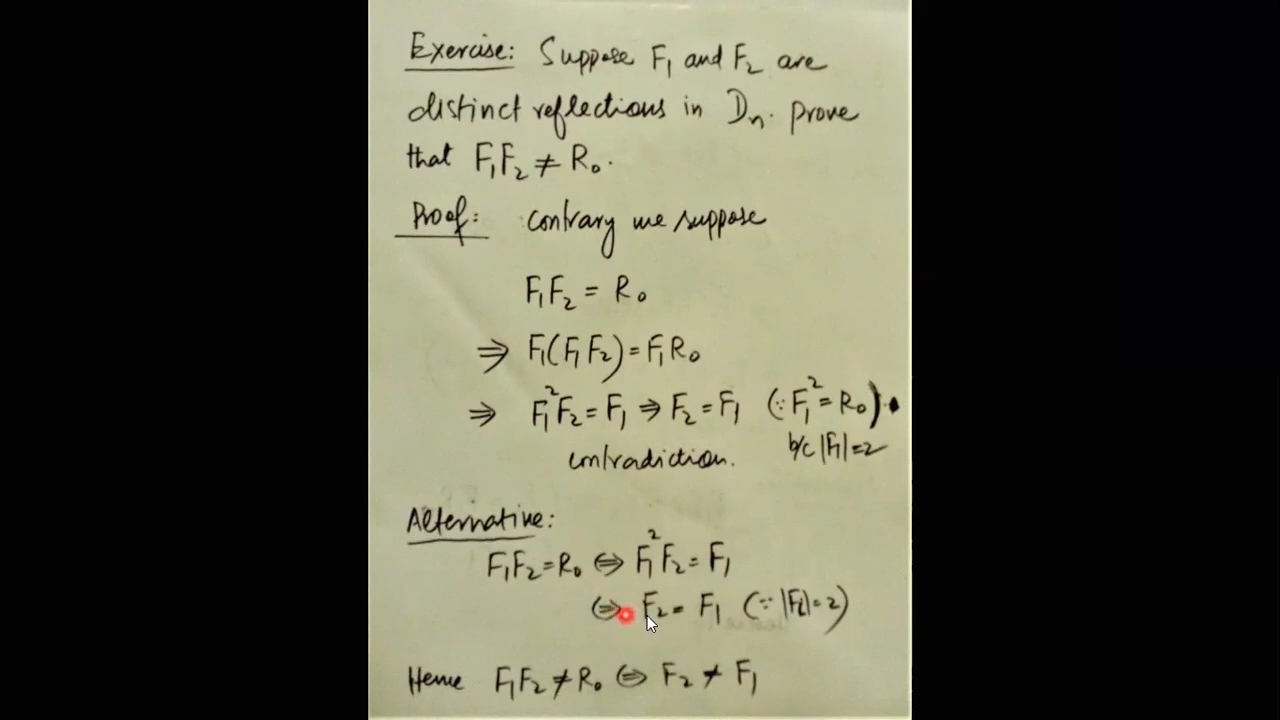 Exercise: Suppose F₁ and F₂ are
distinct reflections in Dₙ. prove
that F₁F₂ ≠ R₀.
Proof: contrary we suppose
F₁F₂ = R₀
⇒ F₁(F₁F₂) = F₁R₀
⇒ F₁²F₂ = F₁ ⇒ F₂ = F₁ (∵ F₁² = R₀)
b/c |F₁| = 2
contradiction.
Alternative:
F₁F₂ = R₀ ⇔ F₁²F₂ = F₁
⇔ F₂ = F₁ (∵ |Fᵢ| = 2)
Hence F₁F₂ ≠ R₀ ⇔ F₂ ≠ F₁